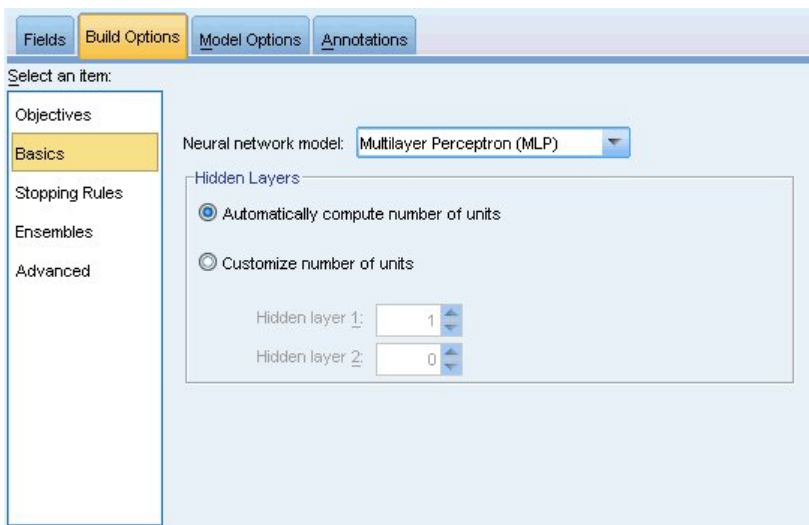 Fields Build Options Model Options Annotations
Select an item:
Objectives
Basics
Stopping Rules
Ensembles
Advanced
Neural network model: Multilayer Perceptron (MLP)
Hidden Layers
Automatically compute number of units
Customize number of units
Hidden layer 1: 1
Hidden layer 2: 0